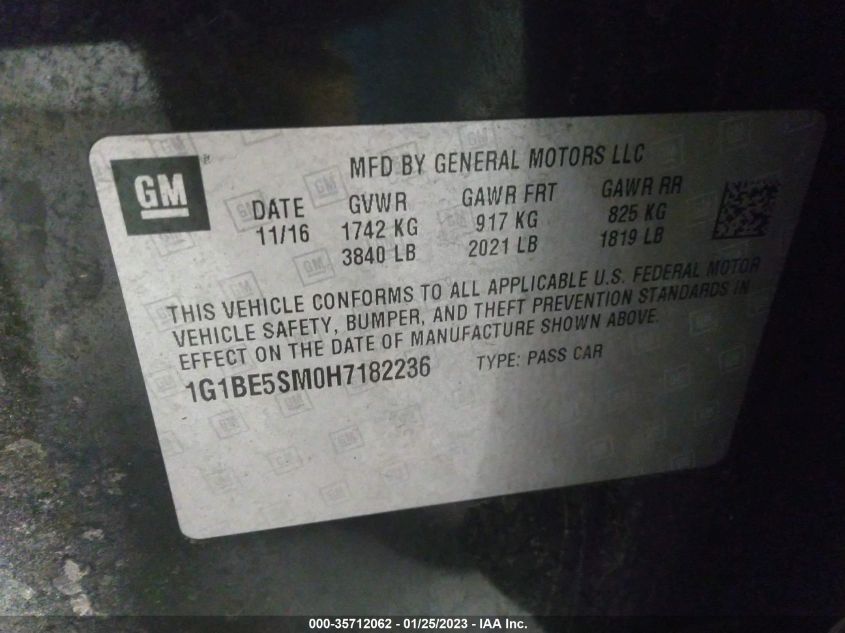 GM
MFD BY GENERAL MOTORS LLC
DATE GVWR GAWR FRT GAWR RR
11/16 1742 KG 917 KG 825 KG
3840 LB 2021 LB 1819 LB
THIS VEHICLE CONFORMS TO ALL APPLICABLE U.S. FEDERAL MOTOR
VEHICLE SAFETY, BUMPER, AND THEFT PREVENTION STANDARDS IN
EFFECT ON THE DATE OF MANUFACTURE SHOWN ABOVE.
1G1BE5SM0H7182236 TYPE: PASS CAR
000-35712062 - 01/25/2023 - IAA Inc.